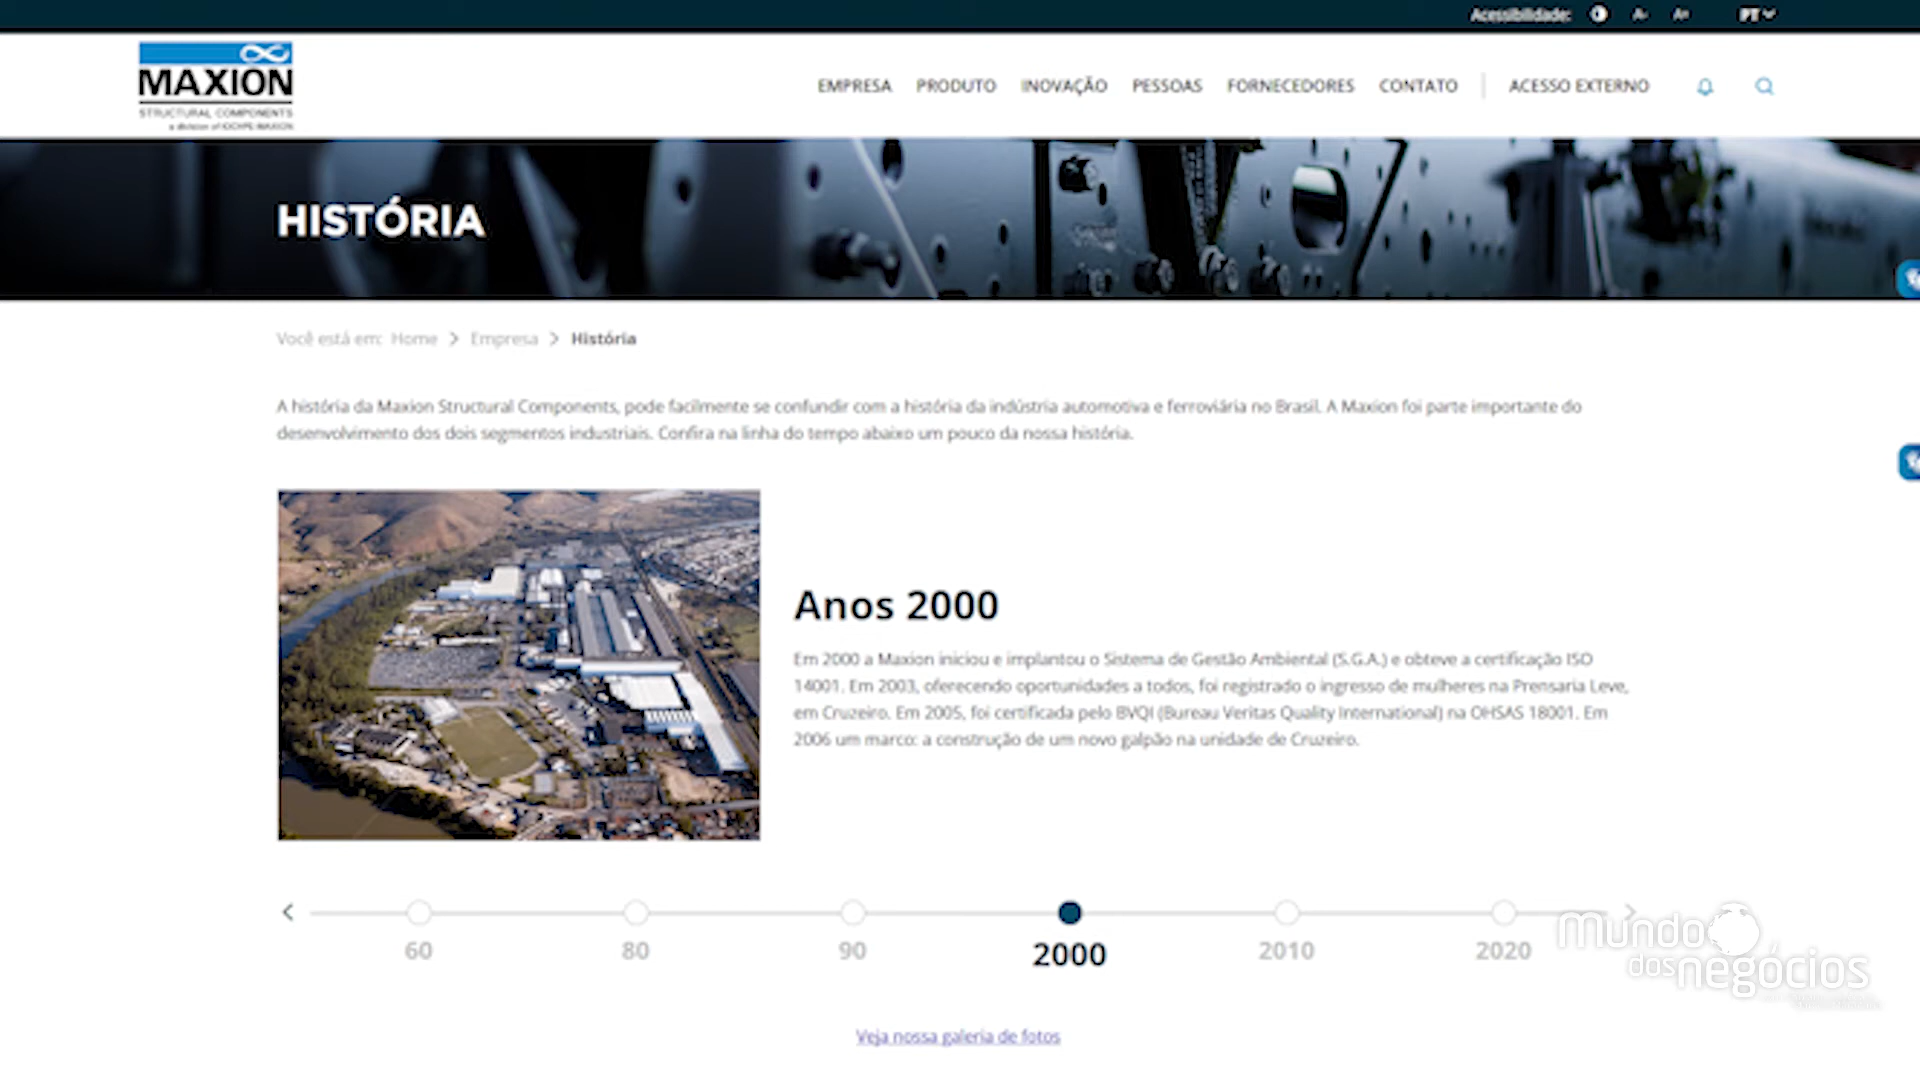 Acessibilidade: A- A+ PT
MAXION
STRUCTURAL COMPONENTS
a division of IOCHPE-MAXION
EMPRESA PRODUTO INOVAÇÃO PESSOAS FORNECEDORES CONTATO ACESSO EXTERNO
HISTÓRIA
Você está em: Home > Empresa > História
A história da Maxion Structural Components, pode facilmente se confundir com a história da indústria automotiva e ferroviária no Brasil. A Maxion foi parte importante do
desenvolvimento dos dois segmentos industriais. Confira na linha do tempo abaixo um pouco da nossa história.
Anos 2000
Em 2000 a Maxion iniciou e implantou o Sistema de Gestão Ambiental (S.G.A.) e obteve a certificação ISO
14001. Em 2003, oferecendo oportunidades a todos, foi registrado o ingresso de mulheres na Prensaria Leve,
em Cruzeiro. Em 2005, foi certificada pelo BVQI (Bureau Veritas Quality International) na OHSAS 18001. Em
2006 um marco: a construção de um novo galpão na unidade de Cruzeiro.
60 80 90 2000 2010 2020
mundo
dos negócios
Veja nossa galeria de fotos